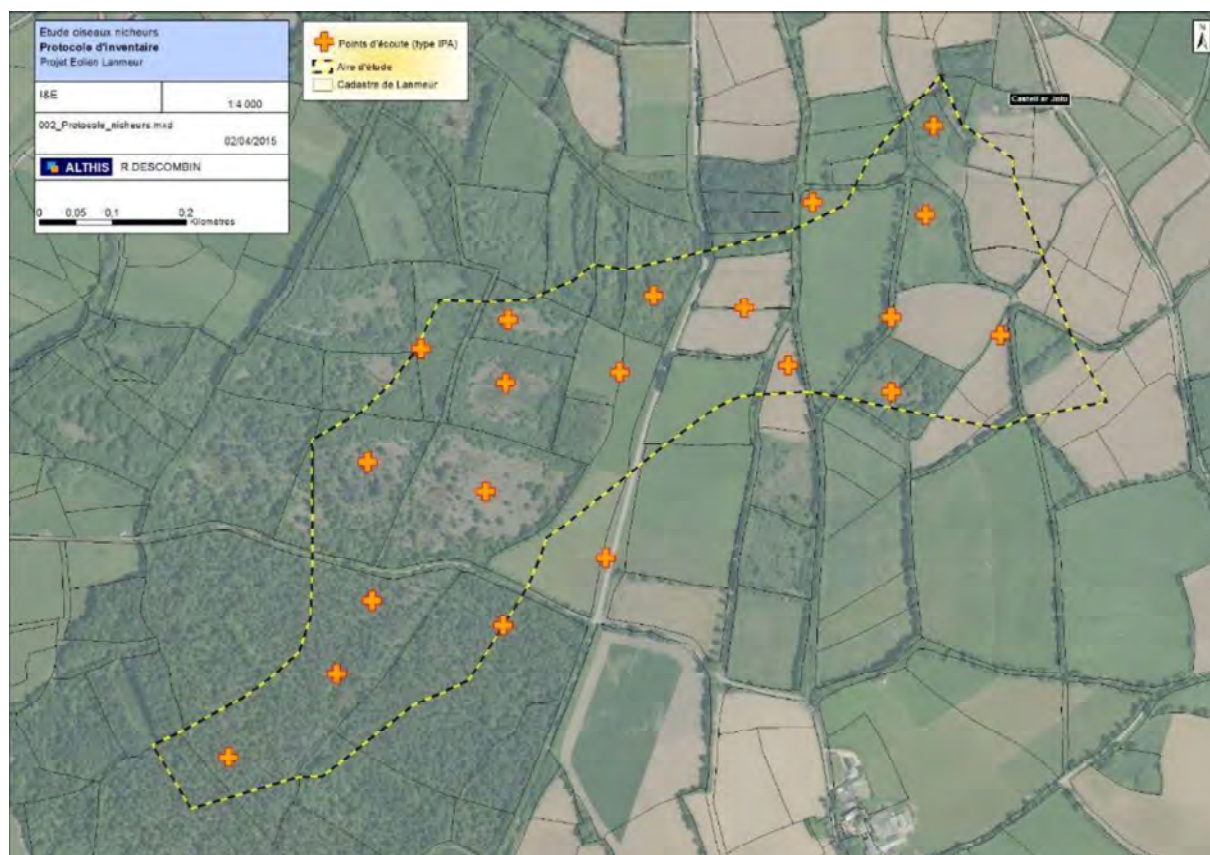 Etude oiseaux nicheurs
Protocole d'inventaire
Projet Eolien Lanmeur
I&E
1:4 000
002_Protocole_nicheurs.mxd
02/04/2015
ALTHIS R.DESCOMBIN
0 0,05 0,1 0,2
Kilomètres
Points d'écoute (type IPA)
Aire d'étude
Cadastre de Lanmeur
N